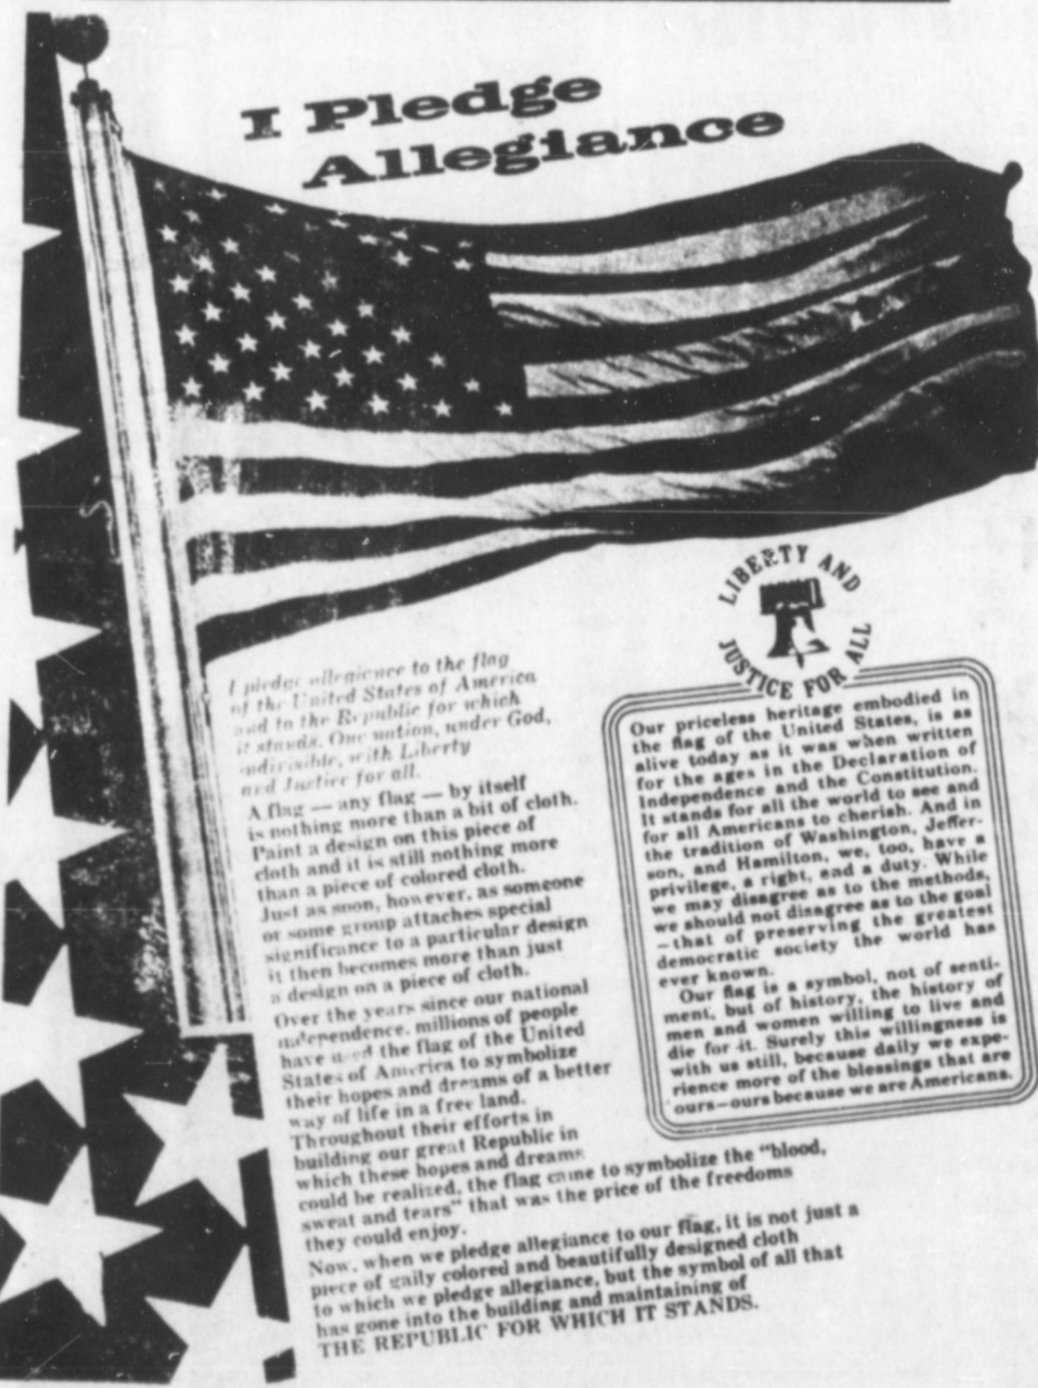 I Pledge
Allegiance
I pledge allegience to the flag
of the United States of America
and to the Republic for which
it stands. One nation, under God,
indivisible, with Liberty
and Justice for all.
A flag — any flag — by itself
is nothing more than a bit of cloth.
Paint a design on this piece of
cloth and it is still nothing more
than a piece of colored cloth.
Just as soon, however, as someone
or some group attaches special
significance to a particular design
it then becomes more than just
a design on a piece of cloth.
Over the years since our national
independence, millions of people
have used the flag of the United
States of America to symbolize
their hopes and dreams of a better
way of life in a free land.
Throughout their efforts in
building our great Republic in
which these hopes and dreams
could be realized, the flag came to symbolize the "blood,
sweat and tears" that was the price of the freedoms
they could enjoy.
Now, when we pledge allegiance to our flag, it is not just a
piece of gaily colored and beautifully designed cloth
to which we pledge allegiance, but the symbol of all that
has gone into the building and maintaining of
THE REPUBLIC FOR WHICH IT STANDS.
LIBERTY AND
JUSTICE FOR ALL
Our priceless heritage embodied in
the flag of the United States, is as
alive today as it was when written
for the ages in the Declaration of
Independence and the Constitution.
It stands for all the world to see and
for all Americans to cherish. And in
the tradition of Washington, Jeffer-
son, and Hamilton, we, too, have a
privilege, a right, and a duty. While
we may disagree as to the methods,
we should not disagree as to the goal
—that of preserving the greatest
democratic society the world has
ever known.
Our flag is a symbol, not of senti-
ment, but of history, the history of
men and women willing to live and
die for it. Surely this willingness is
with us still, because daily we expe-
rience more of the blessings that are
ours—ours because we are Americans.